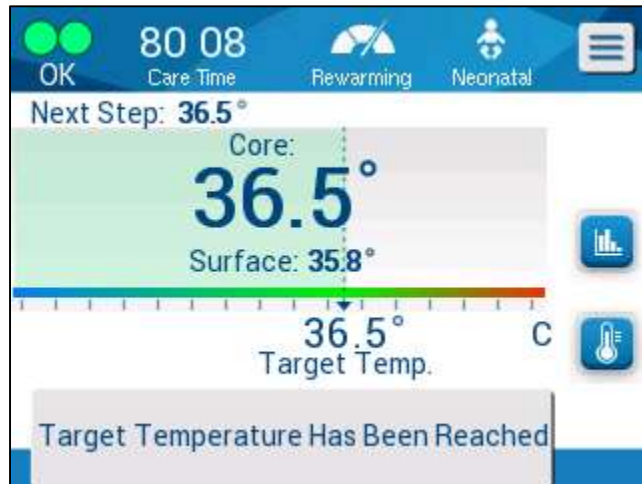 OK
80 08
Care Time
Rewarming
Neonatal
Next Step: 36.5°
Core:
36.5°
Surface: 35.8°
36.5°
C
Target Temp.
Target Temperature Has Been Reached